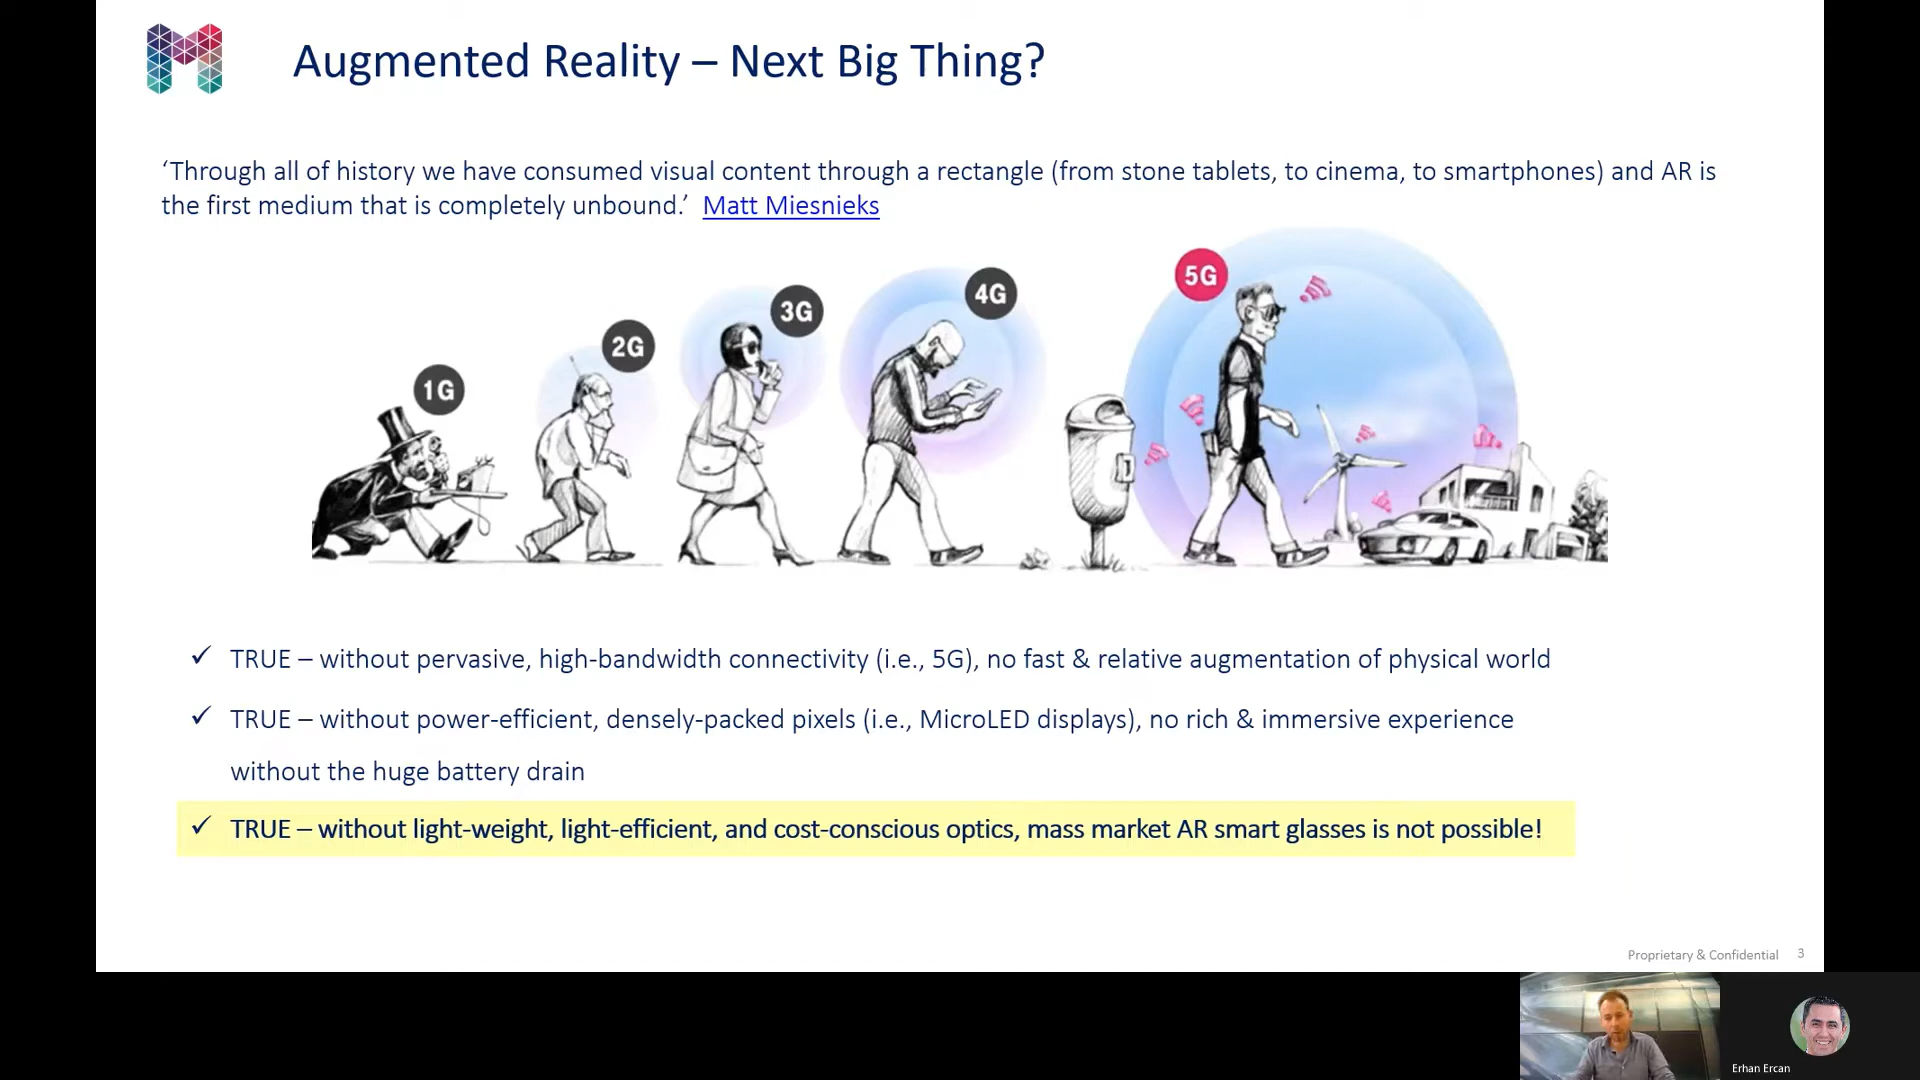 Augmented Reality – Next Big Thing?
‘Through all of history we have consumed visual content through a rectangle (from stone tablets, to cinema, to smartphones) and AR is
the first medium that is completely unbound.’ Matt Miesnieks
1G
2G
3G
4G
5G
✓ TRUE – without pervasive, high-bandwidth connectivity (i.e., 5G), no fast & relative augmentation of physical world
✓ TRUE – without power-efficient, densely-packed pixels (i.e., MicroLED displays), no rich & immersive experience
without the huge battery drain
✓ TRUE – without light-weight, light-efficient, and cost-conscious optics, mass market AR smart glasses is not possible!
Proprietary & Confidential 3
Erhan Ercan